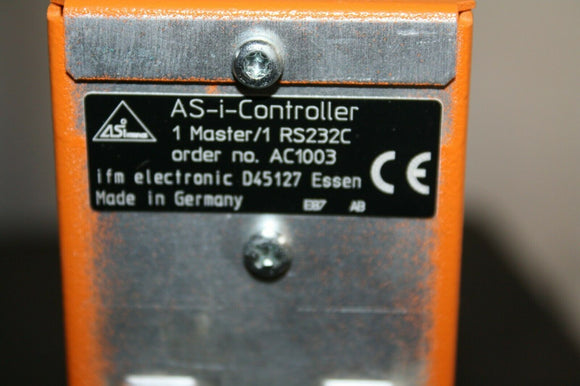 AS-i-Controller
1 Master/1 RS232C
order no. AC1003
ifm electronic D45127 Essen
CE
Made in Germany
AB